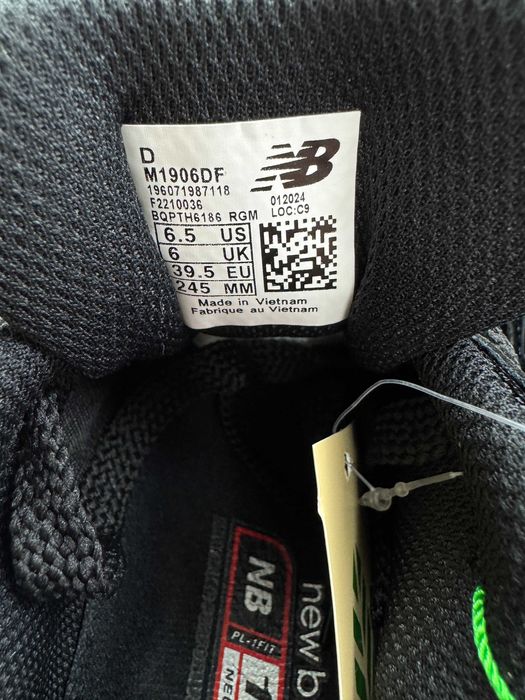 D
M1906DF
196071987118
F2210036
BQPTH6186 RGM
NB
012024
LOC:C9
6.5 US
6 UK
39.5 EU
245 MM
Made in Vietnam
Fabrique au Vietnam
NB
PL-1FIT
new b